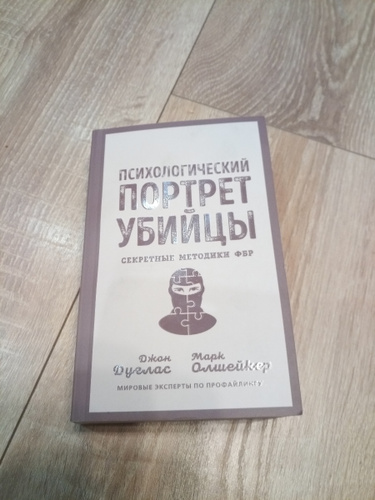 ПСИХОЛОГИЧЕСКИЙ
ПОРТРЕТ
УБИЙЦЫ
СЕКРЕТНЫЕ МЕТОДИКИ ФБР
Джон Марк
Дуглас Олшейкер
МИРОВЫЕ ЭКСПЕРТЫ ПО ПРОФАЙЛИНГУ